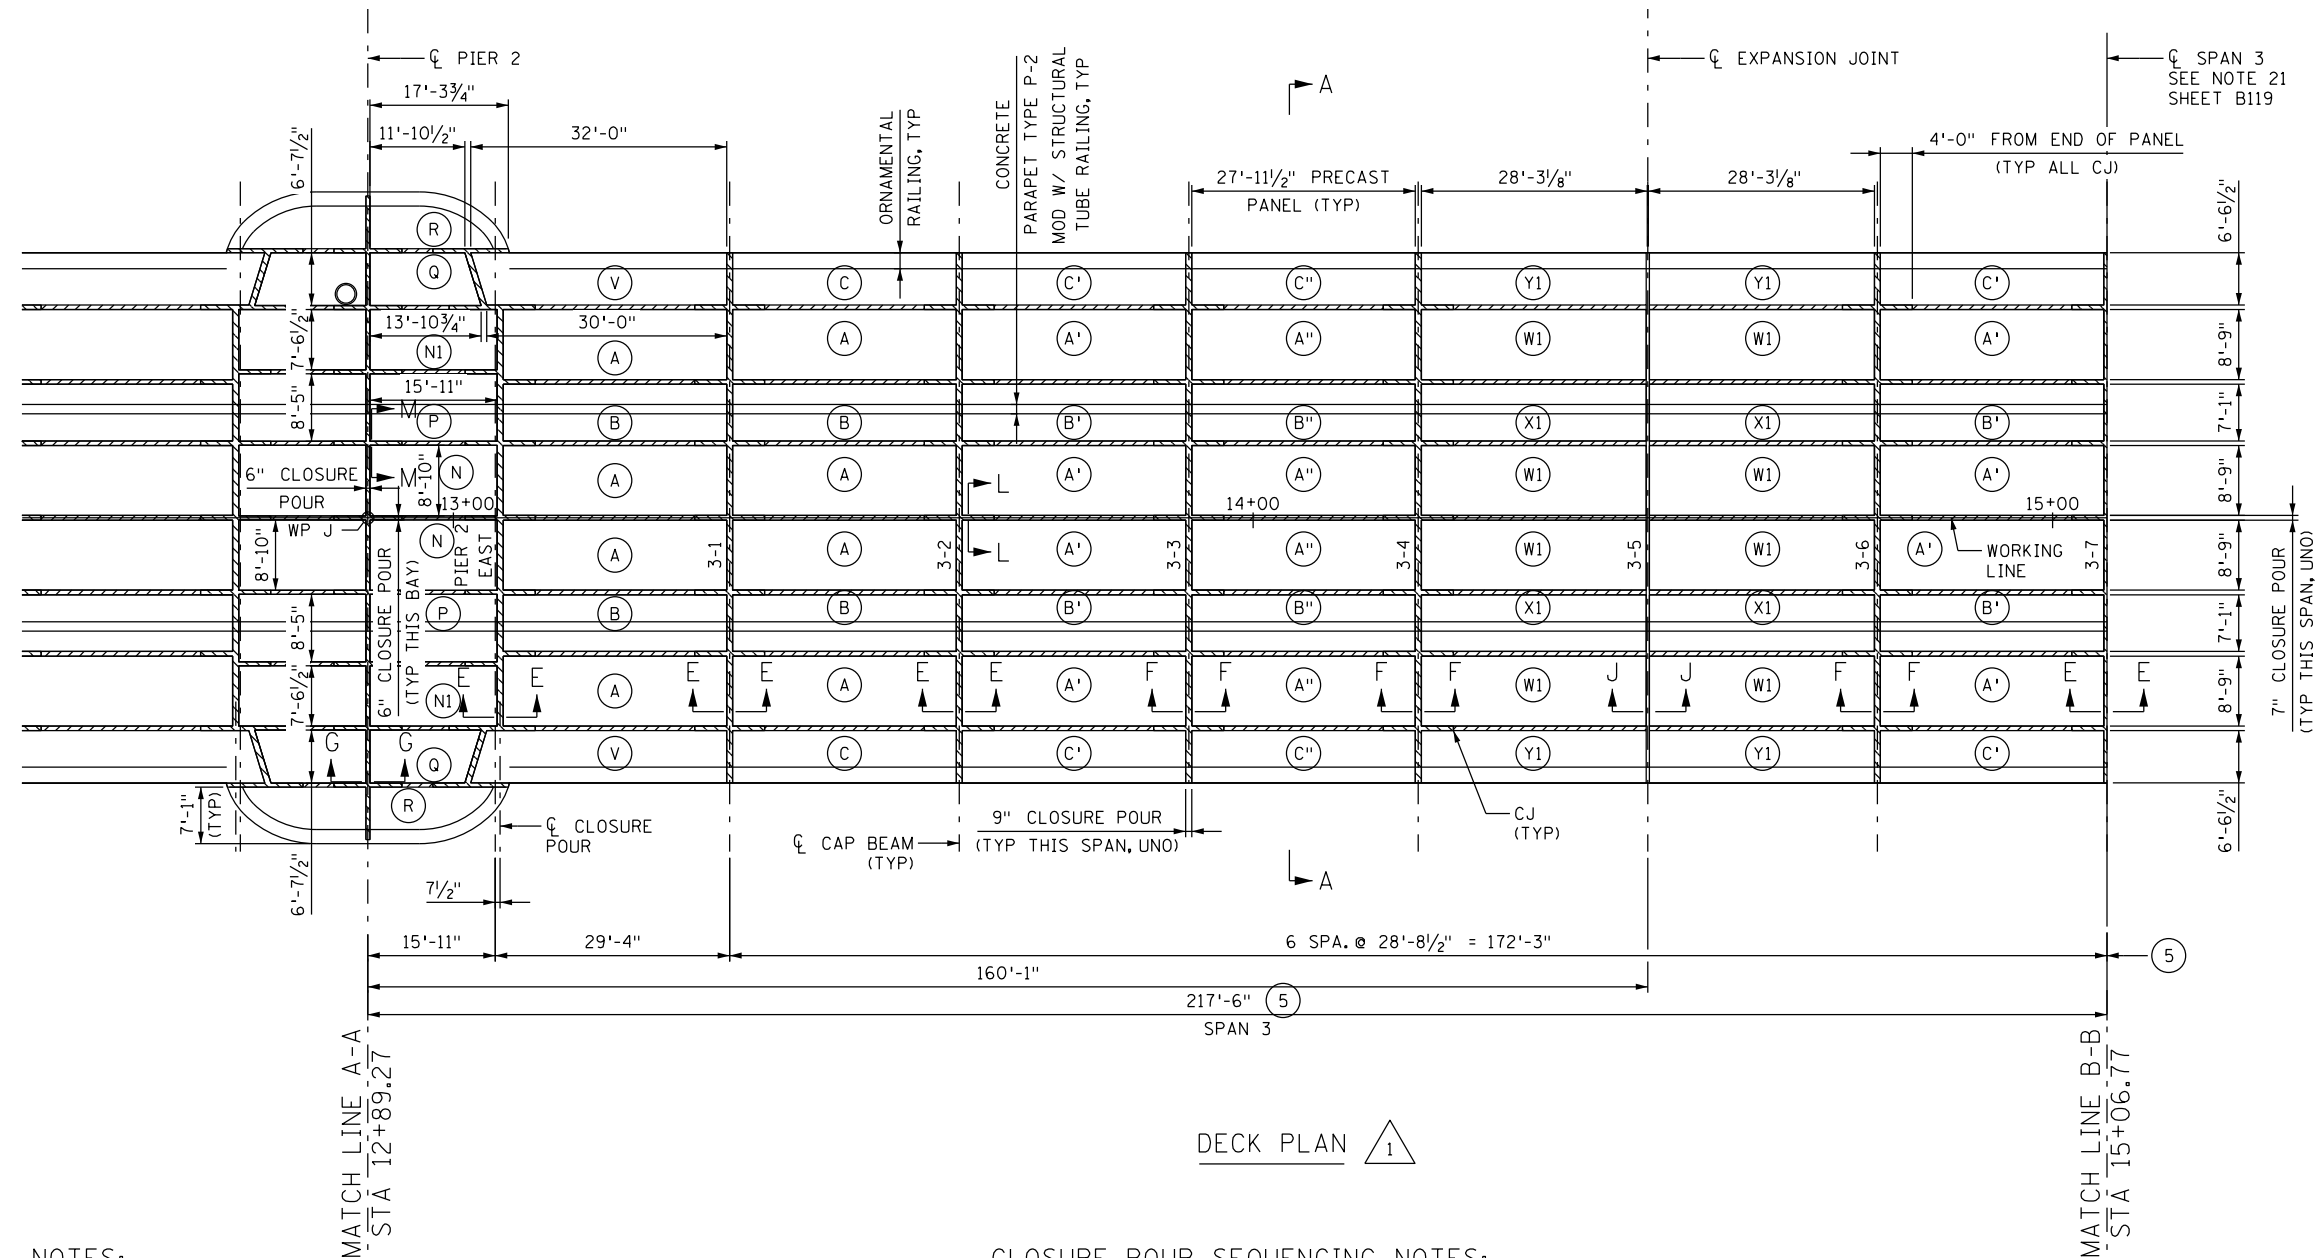 ℄ PIER 2
℄ EXPANSION JOINT
℄ SPAN 3
SEE NOTE 21
SHEET B119
17'-3¾"
11'-10½"
32'-0"
6'-7½"
ORNAMENTAL
RAILING, TYP
CONCRETE
PARAPET TYPE P-2
MOD W/ STRUCTURAL
TUBE RAILING, TYP
A
27'-11½" PRECAST
PANEL (TYP)
28'-3⅛"
28'-3⅛"
4'-0" FROM END OF PANEL
(TYP ALL CJ)
6'-6½"
R
Q
V
C
C'
C"
Y1
Y1
C'
13'-10¾"
30'-0"
7'-6½"
N1
A
A
A'
A"
W1
W1
A'
8'-9"
15'-11"
8'-5"
M
P
B
B
B'
B"
X1
X1
B'
7'-1"
6" CLOSURE
POUR
M
N
8'-10"
A
A
A'
A"
W1
W1
A'
8'-9"
L
WP J
13+00
14+00
15+00
8'-10"
N
PIER 2
EAST
A
3-1
A
3-2
L
A'
3-3
A"
3-4
W1
3-5
W1
3-6
A'
WORKING
LINE
3-7
8'-9"
7" CLOSURE POUR
(TYP THIS SPAN, UNO)
6" CLOSURE POUR
(TYP THIS BAY)
8'-5"
P
B
B
B'
B"
X1
X1
B'
7'-1"
7'-6½"
N1
E
E
A
E
E
A
E
E
A'
F
F
A"
F
F
W1
J
J
W1
F
F
A'
E
E
8'-9"
G
G
Q
V
C
C'
C"
Y1
Y1
C'
6'-6½"
7'-1"
(TYP)
R
6'-7½"
℄ CLOSURE
POUR
℄ CAP BEAM
(TYP)
9" CLOSURE POUR
(TYP THIS SPAN, UNO)
CJ
(TYP)
A
7½"
15'-11"
29'-4"
6 SPA. @ 28'-8½" = 172'-3"
5
160'-1"
217'-6" 5
SPAN 3
MATCH LINE A-A
STA 12+89.27
MATCH LINE B-B
STA 15+06.77
DECK PLAN 1
NOTES:
CLOSURE POUR SEQUENCING NOTES: